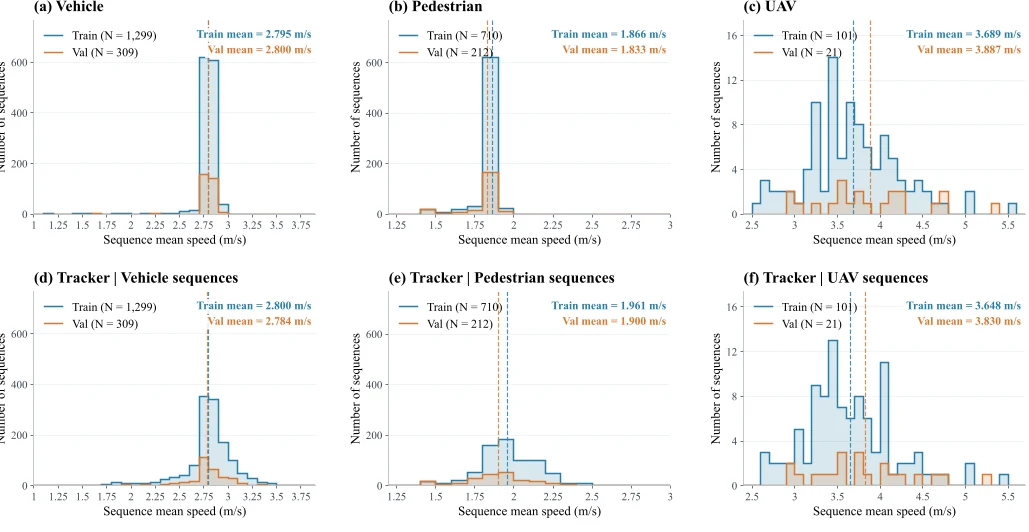 (a) Vehicle
Train (N = 1,299)
Val (N = 309)
Train mean = 2.795 m/s
Val mean = 2.800 m/s
Number of sequences
600
400
200
0
1 1.25 1.5 1.75 2 2.25 2.5 2.75 3 3.25 3.5 3.75
Sequence mean speed (m/s)
(b) Pedestrian
Train (N = 710)
Val (N = 212)
Train mean = 1.866 m/s
Val mean = 1.833 m/s
Number of sequences
600
400
200
0
1.25 1.5 1.75 2 2.25 2.5 2.75 3
Sequence mean speed (m/s)
(c) UAV
Train (N = 101)
Val (N = 21)
Train mean = 3.689 m/s
Val mean = 3.887 m/s
Number of sequences
16
12
8
4
0
2.5 3 3.5 4 4.5 5 5.5
Sequence mean speed (m/s)
(d) Tracker | Vehicle sequences
Train (N = 1,299)
Val (N = 309)
Train mean = 2.800 m/s
Val mean = 2.784 m/s
Number of sequences
600
400
200
0
1 1.25 1.5 1.75 2 2.25 2.5 2.75 3 3.25 3.5 3.75
Sequence mean speed (m/s)
(e) Tracker | Pedestrian sequences
Train (N = 710)
Val (N = 212)
Train mean = 1.961 m/s
Val mean = 1.900 m/s
Number of sequences
600
400
200
0
1.25 1.5 1.75 2 2.25 2.5 2.75 3
Sequence mean speed (m/s)
(f) Tracker | UAV sequences
Train (N = 101)
Val (N = 21)
Train mean = 3.648 m/s
Val mean = 3.830 m/s
Number of sequences
16
12
8
4
0
2.5 3 3.5 4 4.5 5 5.5
Sequence mean speed (m/s)